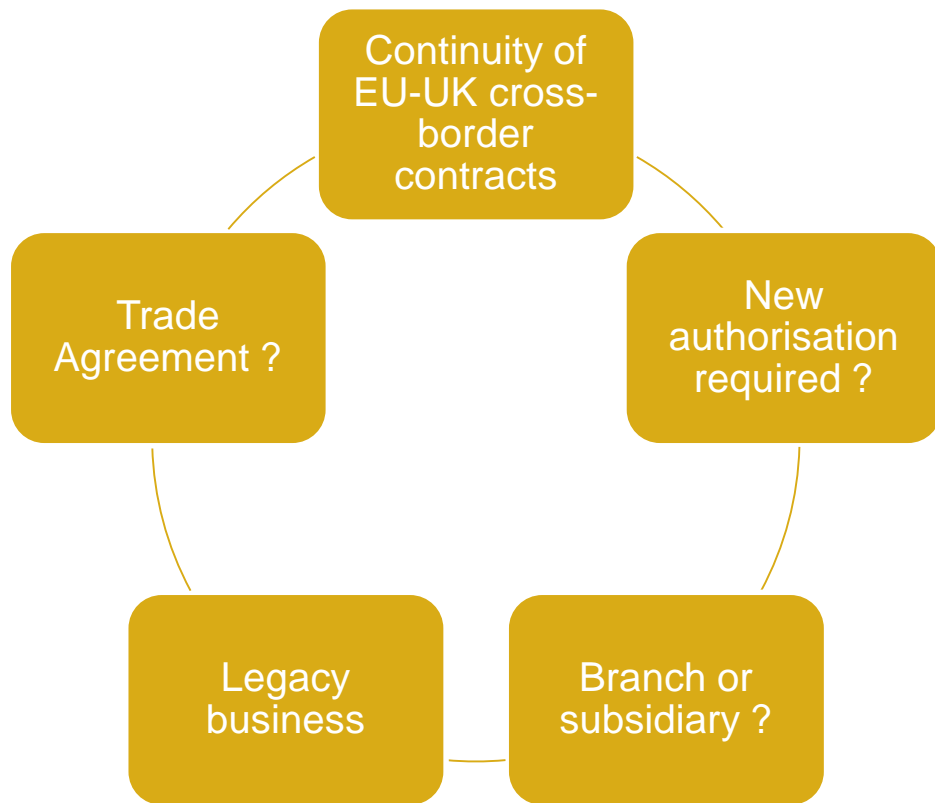 Continuity of
EU-UK cross-
border
contracts
New
authorisation
required ?
Branch or
subsidiary ?
Legacy
business
Trade
Agreement ?